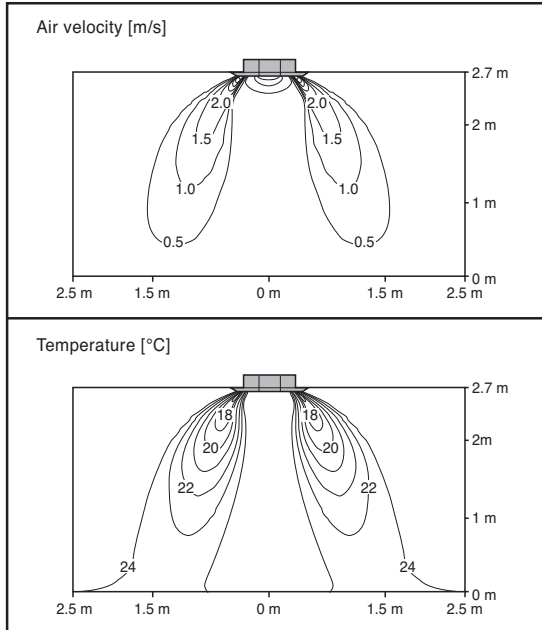 Air velocity [m/s]
2.7 m
2.0 2.0
2 m
1.5 1.5
1.0 1.0
1 m
0.5 0.5
0 m
2.5 m 1.5 m 0 m 1.5 m 2.5 m
Temperature [°C]
2.7 m
18 18
20 20
2m
22 22
1 m
24 24
0 m
2.5 m 1.5 m 0 m 1.5 m 2.5 m